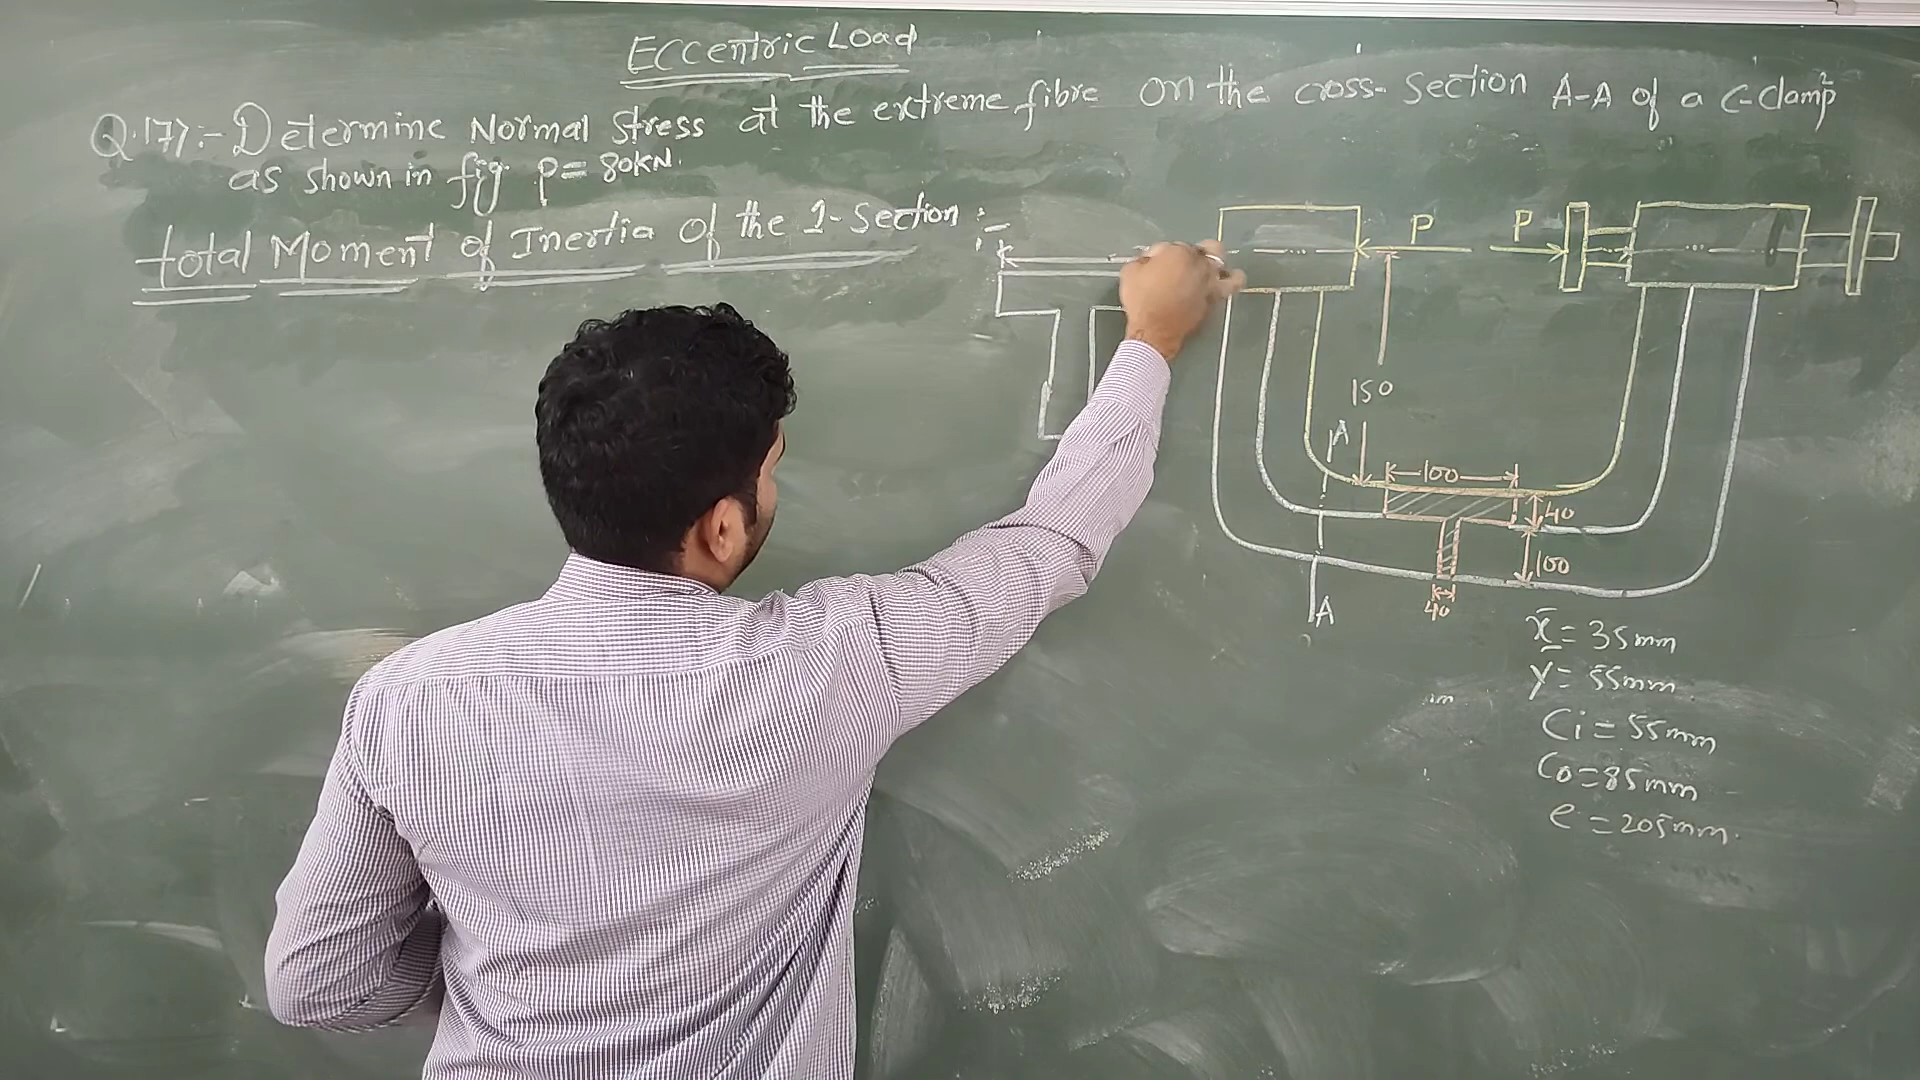 Eccentric Load
Q.17):- Determine Normal stress at the extreme fibre on the cross-section A-A of a C-clamp
as shown in fig. P= 80KN.
total Moment of Inertia of the I-Section :-
P
P
150
A
100
40
100
40
A
x̄ = 35mm
y = 55mm
mm
Ci = 55mm
Co = 85mm
e = 205mm.